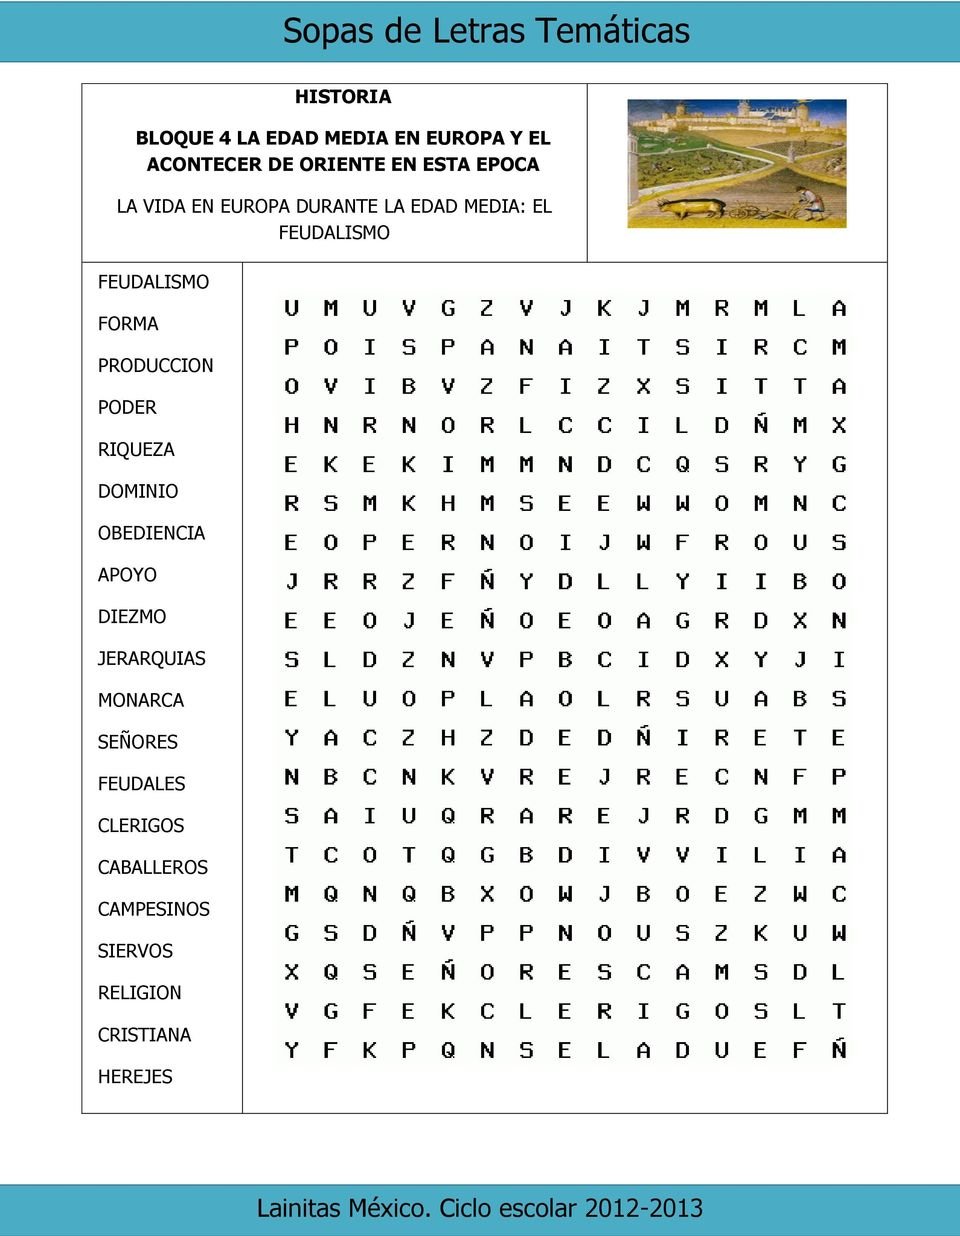 Sopas de Letras Temáticas
HISTORIA
BLOQUE 4 LA EDAD MEDIA EN EUROPA Y EL
ACONTECER DE ORIENTE EN ESTA EPOCA
LA VIDA EN EUROPA DURANTE LA EDAD MEDIA: EL
FEUDALISMO
FEUDALISMO
FORMA
PRODUCCION
PODER
RIQUEZA
DOMINIO
OBEDIENCIA
APOYO
DIEZMO
JERARQUIAS
MONARCA
SEÑORES
FEUDALES
CLERIGOS
CABALLEROS
CAMPESINOS
SIERVOS
RELIGION
CRISTIANA
HEREJES
U M U V G Z V J K J M R M L A
P O I S P A N A I T S I R C M
O V I B V Z F I Z X S I T T A
H N R N O R L C C I L D Ñ M X
E K E K I M M N D C Q S R Y G
R S M K H M S E E W W O M N C
E O P E R N O I J W F R O U S
J R R Z F Ñ Y D L L Y I I B O
E E O J E Ñ O E O A G R D X N
S L D Z N V P B C I D X Y J I
E L U O P L A O L R S U A B S
Y A C Z H Z D E D Ñ I R E T E
N B C N K V R E J R E C N F P
S A I U Q R A R E J R D G M M
T C O T Q G B D I V V I L I A
M Q N Q B X O W J B O E Z W C
G S D Ñ V P P N O U S Z K U W
X Q S E Ñ O R E S C A M S D L
V G F E K C L E R I G O S L T
Y F K P Q N S E L A D U E F Ñ
Lainitas México. Ciclo escolar 2012-2013